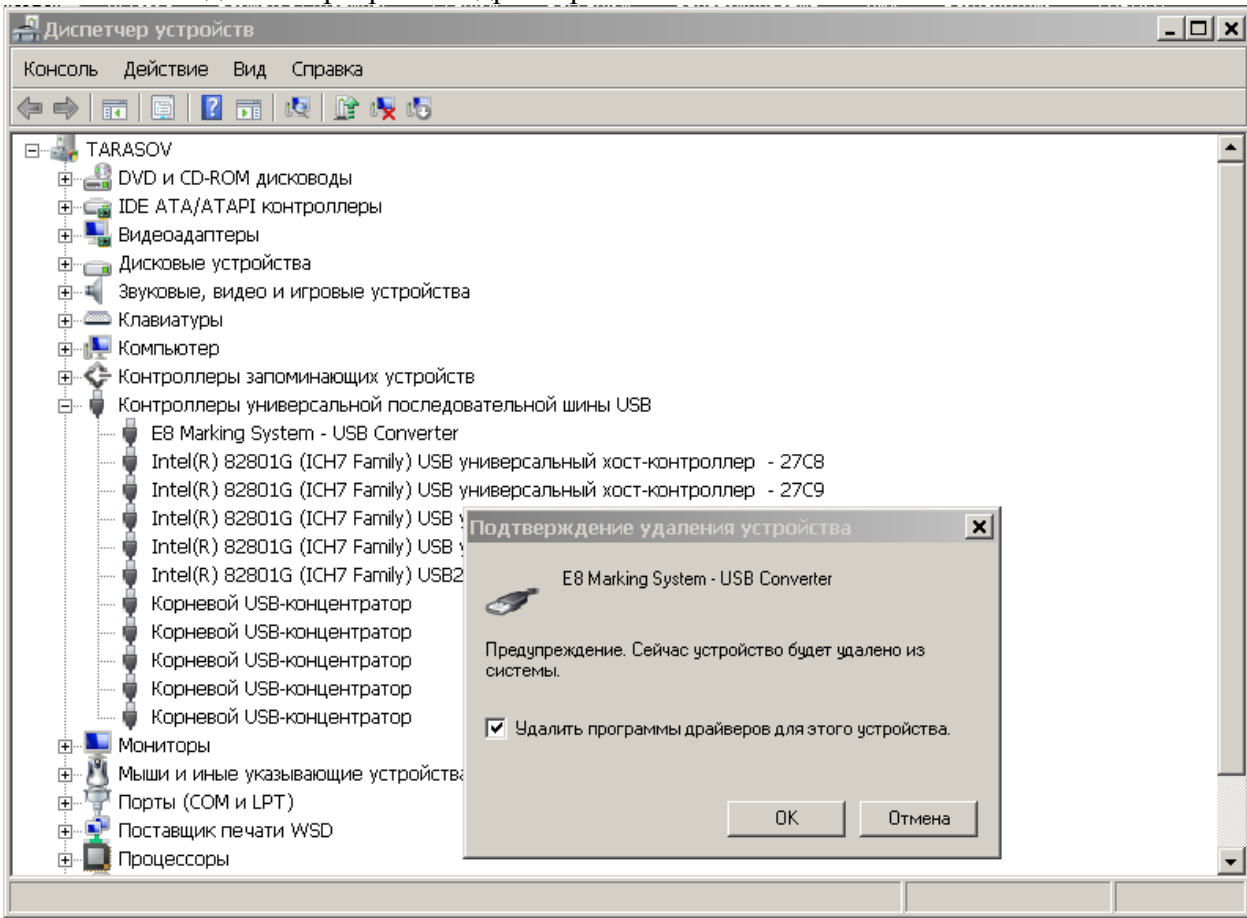 Диспетчер устройств
Консоль Действие Вид Справка
TARASOV
DVD и CD-ROM дисководы
IDE ATA/ATAPI контроллеры
Видеоадаптеры
Дисковые устройства
Звуковые, видео и игровые устройства
Клавиатуры
Компьютер
Контроллеры запоминающих устройств
Контроллеры универсальной последовательной шины USB
E8 Marking System - USB Converter
Intel(R) 82801G (ICH7 Family) USB универсальный хост-контроллер - 27C8
Intel(R) 82801G (ICH7 Family) USB универсальный хост-контроллер - 27C9
Intel(R) 82801G (ICH7 Family) USB
Intel(R) 82801G (ICH7 Family) USB
Intel(R) 82801G (ICH7 Family) USB2
Корневой USB-концентратор
Корневой USB-концентратор
Корневой USB-концентратор
Корневой USB-концентратор
Корневой USB-концентратор
Мониторы
Мыши и иные указывающие устройства
Порты (COM и LPT)
Поставщик печати WSD
Процессоры
Подтверждение удаления устройства
E8 Marking System - USB Converter
Предупреждение. Сейчас устройство будет удалено из
системы.
Удалить программы драйверов для этого устройства.
OK Отмена